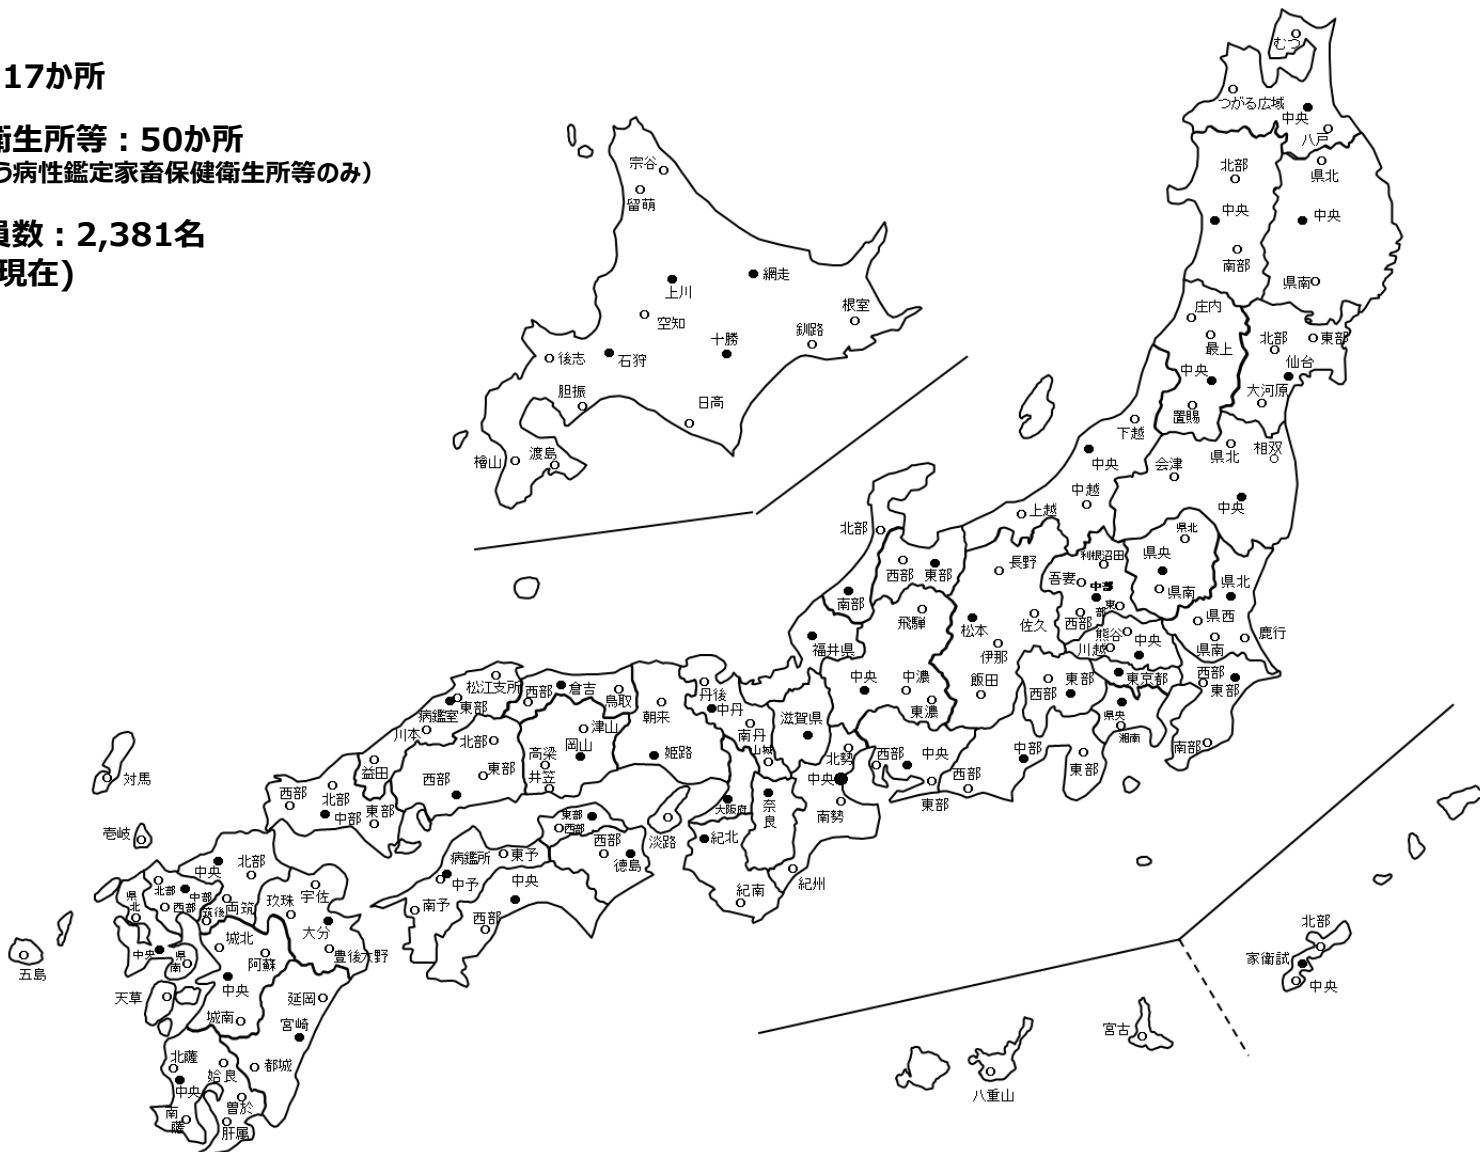 17か所
衛生所等：50か所
う病性鑑定家畜保健衛生所等のみ）
員数：2,381名
現在)
むつ
つがる広域
中央
八戸
北部
中央
南部
県北
中央
県南
宗谷
留萌
上川
網走
空知
根室
釧路
十勝
石狩
後志
胆振
日高
檜山
渡島
庄内
最上
中央
置賜
北部
東部
仙台
大河原
下越
中央
中越
上越
会津
県北
相双
中央
北部
南部
西部
東部
長野
松本
佐久
伊那
飯田
利根沼田
吾妻
中部
東部
西部
県北
県央
県南
県北
県西
県南
鹿行
熊谷
川越
中央
東京都
西部
東部
南部
県央
湘南
西部
東部
飛騨
中央
中濃
東濃
福井県
滋賀県
丹後
中丹
南丹
山城
北勢
中央
南勢
紀州
西部
中央
東部
西部
中部
東部
松江支所
東部
病鑑室
川本
益田
西部
倉吉
鳥取
朝来
姫路
淡路
津山
高梁
岡山
井笠
北部
西部
東部
西部
北部
中部
東部
大阪府
奈良
紀北
紀南
東部
西部
西部
徳島
病鑑所
東予
中予
南予
中央
西部
対馬
壱岐
五島
県北
中央
県南
中央
北部
両筑
筑後
北部
中部
西部
玖珠
宇佐
大分
豊後大野
城北
阿蘇
中央
城南
天草
延岡
宮崎
都城
北薩
姶良
中央
曽於
南薩
肝属
北部
家衛試
中央
宮古
八重山